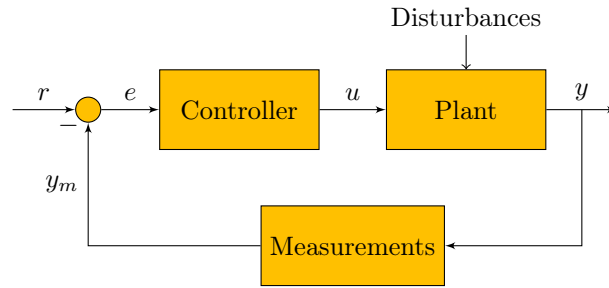 Disturbances
r
e
Controller
u
Plant
y
−
y_m
Measurements